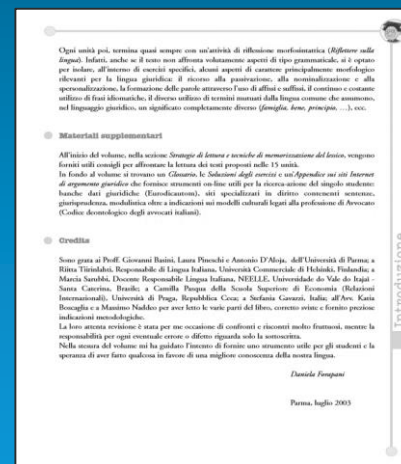 Ogni unità poi, termina quasi sempre con un'attività di riflessione morfosintattica (Riflettere sulla
lingua). Infatti, anche se il testo non affronta volutamente aspetti di tipo grammaticale, si è optato
per isolare, all'interno di esercizi specifici, alcuni aspetti di carattere principalmente morfologico
rilevanti per la lingua giuridica: il ricorso alla passivazione, alla nominalizzazione e alla
spersonalizzazione, la formazione delle parole attraverso l'uso di affissi e suffissi, il continuo e costante
utilizzo di frasi idiomatiche, il diverso utilizzo di termini mutuati dalla lingua comune che assumono,
nel linguaggio giuridico, un significato completamente diverso (famiglia, bene, principio, …), ecc.
Materiali supplementari
All'inizio del volume, nella sezione Strategie di lettura e tecniche di memorizzazione del lessico, vengono
forniti utili consigli per affrontare la lettura dei testi proposti nelle 15 unità.
In fondo al volume si trovano un Glossario, le Soluzioni degli esercizi e un'Appendice sui siti Internet
di argomento giuridico che fornisce strumenti on-line utili per la ricerca-azione del singolo studente:
banche dati giuridiche (Eurodicautom), siti specializzati in diritto contenenti sentenze,
giurisprudenza, modulistica oltre a indicazioni sui modelli culturali legati alla professione di Avvocato
(Codice deontologico degli avvocati italiani).
Credits
Sono grata ai Proff. Giovanni Basini, Laura Pineschi e Antonio D'Aloja, dell'Università di Parma; a
Riitta Tiirinlahti, Responsabile di Lingua Italiana, Università Commerciale di Helsinki, Finlandia; a
Marcia Sarubbi, Docente Responsabile Lingua Italiana, NEELLE, Universidade do Vale do Itajaí -
Santa Caterina, Brasile; a Camilla Pasqua della Scuola Superiore di Economia (Relazioni
Internazionali), Università di Praga, Repubblica Ceca; a Stefania Gavazzi, Italia; all'Avv. Katia
Boscaglia e a Massimo Naddeo per aver letto le varie parti del libro, corretto sviste e fornito preziose
indicazioni metodologiche.
La loro attenta revisione è stata per me occasione di confronti e riscontri molto fruttuosi, mentre la
responsabilità per ogni eventuale errore o difetto riguarda solo la sottoscritta.
Nella stesura del volume mi ha guidato l'intento di fornire uno strumento utile per gli studenti e la
speranza di aver fatto qualcosa in favore di una migliore conoscenza della nostra lingua.
Daniela Forapani
Parma, luglio 2003
Introduzione